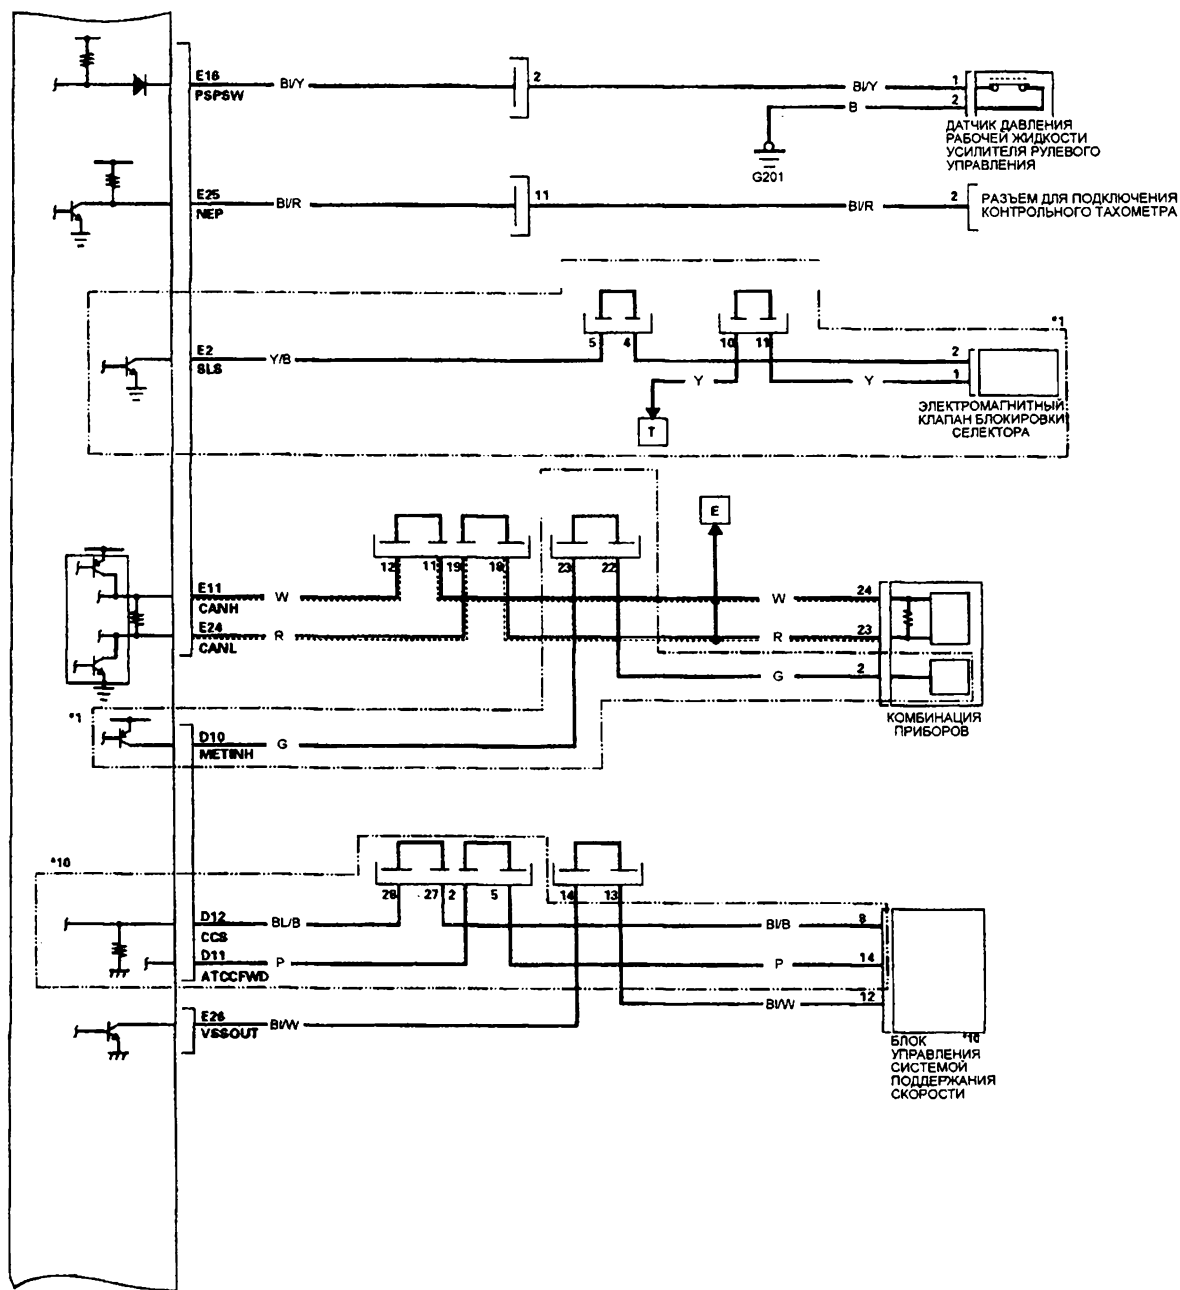 E16
PSPSW
Bl/Y
2
Bl/Y
1
2
B
G201
ДАТЧИК ДАВЛЕНИЯ
РАБОЧЕЙ ЖИДКОСТИ
УСИЛИТЕЛЯ РУЛЕВОГО
УПРАВЛЕНИЯ
E25
NEP
Bl/R
11
Bl/R
2
РАЗЪЕМ ДЛЯ ПОДКЛЮЧЕНИЯ
КОНТРОЛЬНОГО ТАХОМЕТРА
*1
E2
SLS
Y/B
5
4
10
11
2
1
Y
Y
T
ЭЛЕКТРОМАГНИТНЫЙ
КЛАПАН БЛОКИРОВКИ
СЕЛЕКТОРА
E
12
11
19
18
23
22
E11
CANH
W
W
24
E24
CANL
R
R
23
G
2
КОМБИНАЦИЯ
ПРИБОРОВ
*1
D10
METINH
G
*10
28
27
2
5
14
13
D12
CCS
BL/B
Bl/B
8
D11
ATCCFWD
P
P
14
Bl/W
12
E26
VSSOUT
Bl/W
БЛОК *10
УПРАВЛЕНИЯ
СИСТЕМОЙ
ПОДДЕРЖАНИЯ
СКОРОСТИ